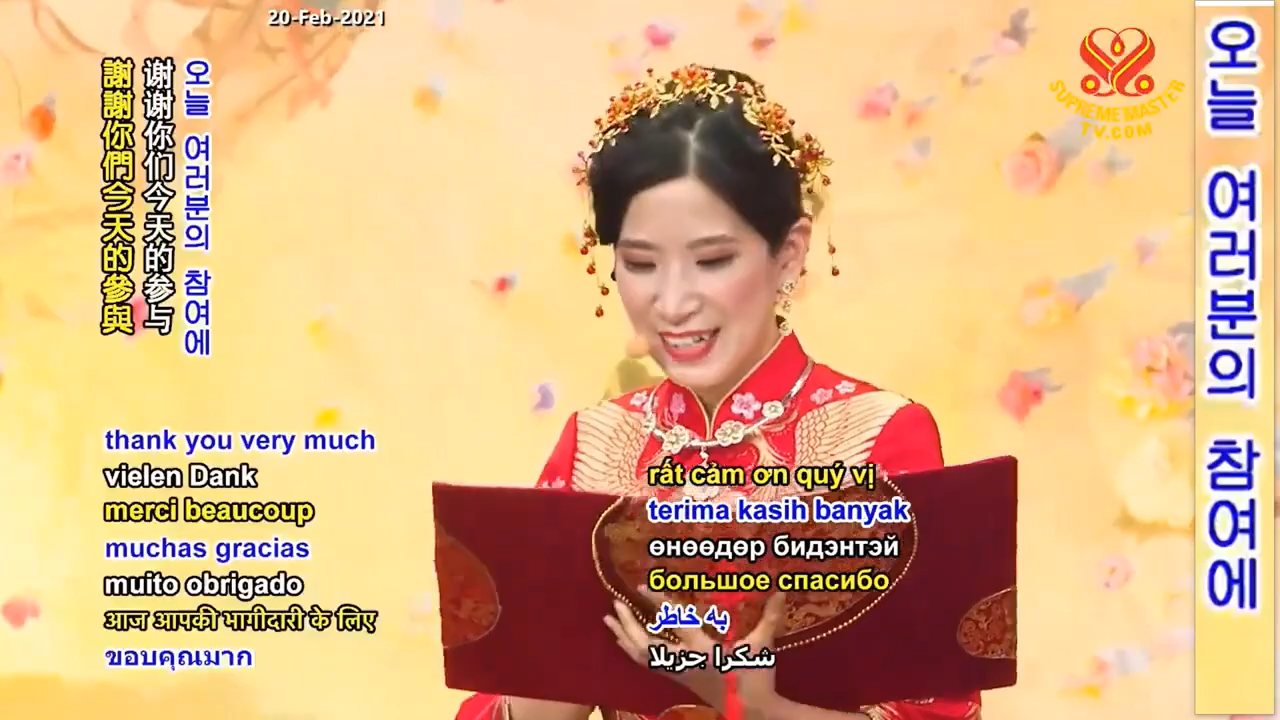 20-Feb-2021
오늘 여러분의 참여에
谢谢你们今天的参与
謝謝你們今天的參與
thank you very much
vielen Dank
merci beaucoup
muchas gracias
muito obrigado
आज आपकी भागीदारी के लिए
ขอบคุณมาก
rất cảm ơn quý vị
terima kasih banyak
өнөөдөр бидэнтэй
большое спасибо
به خاطر
شكرا جزيلا
SUPREME MASTER
TV.COM
오늘 여러분의 참여에